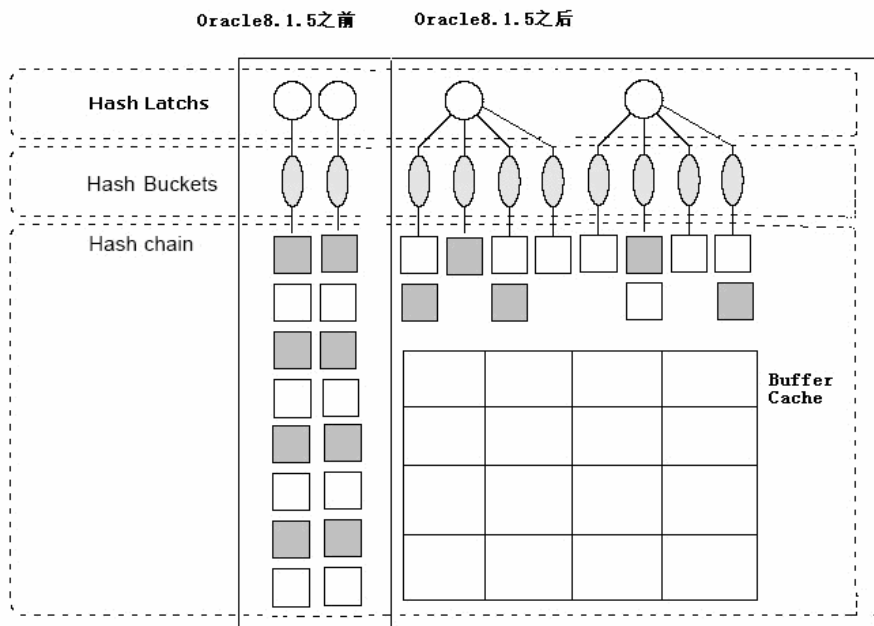 Oracle8.1.5之前
Oracle8.1.5之后
Hash Latchs
Hash Buckets
Hash chain
Buffer
Cache